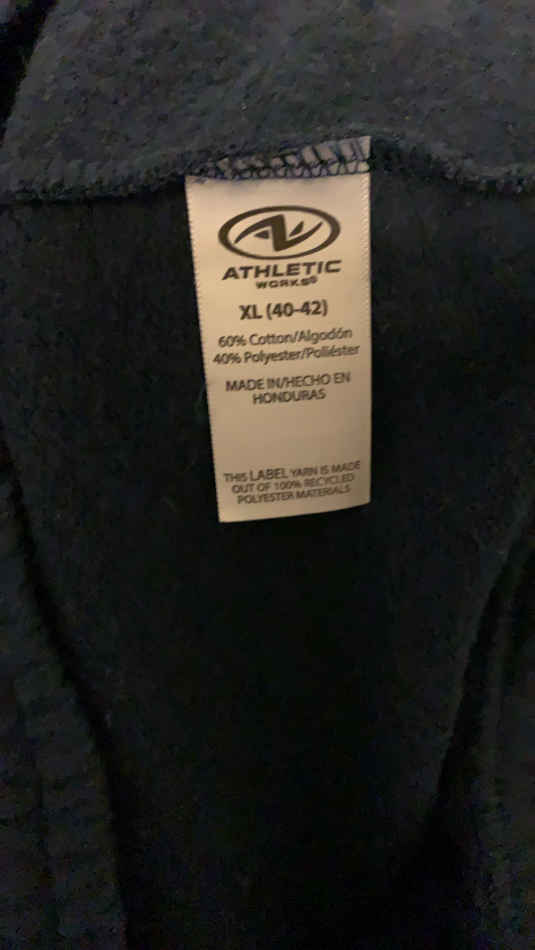 ATHLETIC
WORKS®
XL (40-42)
60% Cotton/Algodón
40% Polyester/Poliéster
MADE IN/HECHO EN
HONDURAS
THIS LABEL YARN IS MADE
OUT OF 100% RECYCLED
POLYESTER MATERIALS